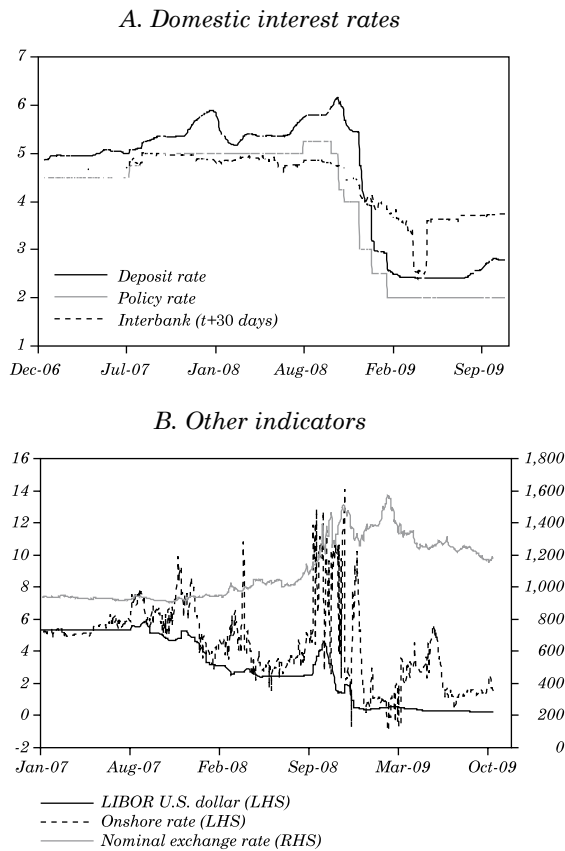 A. Domestic interest rates
7
6
5
4
3
2
1
Deposit rate
Policy rate
Interbank (t+30 days)
Dec-06 Jul-07 Jan-08 Aug-08 Feb-09 Sep-09
B. Other indicators
16 1,800
14 1,600
12 1,400
10 1,200
8 1,000
6 800
4 600
2 400
0 200
-2 0
Jan-07 Aug-07 Feb-08 Sep-08 Mar-09 Oct-09
LIBOR U.S. dollar (LHS)
Onshore rate (LHS)
Nominal exchange rate (RHS)